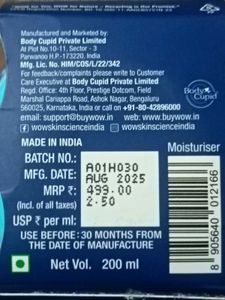 Manufactured and Marketed by:
Body Cupid Private Limited
At Plot No.10-11, Sector - 3
Parwanoo H.P. -173220, India.
Mfg. Lic. No. HIM/COS/L/22/342
For feedback/complaints please write to Customer
Care Executive at Body Cupid Private Limited
Regd. Office: 4th Floor, Prestige Dotcom, Field
Marshal Cariappa Road, Ashok Nagar, Bengaluru
560025, Karnataka, India or call on +91-80-42896000
email: support@buywow.in web: www.buywow.in
wowskinscienceindia wowskinscienceindia
Body Cupid
MADE IN INDIA
Moisturiser
BATCH NO.: A01H030
MFG. DATE: AUG 2025
MRP ₹: 499.00
(Incl. of all taxes)
USP ₹ per ml: 2.50
USE BEFORE: 30 MONTHS FROM
THE DATE OF MANUFACTURE
Net Vol. 200 ml
8 905640 012166